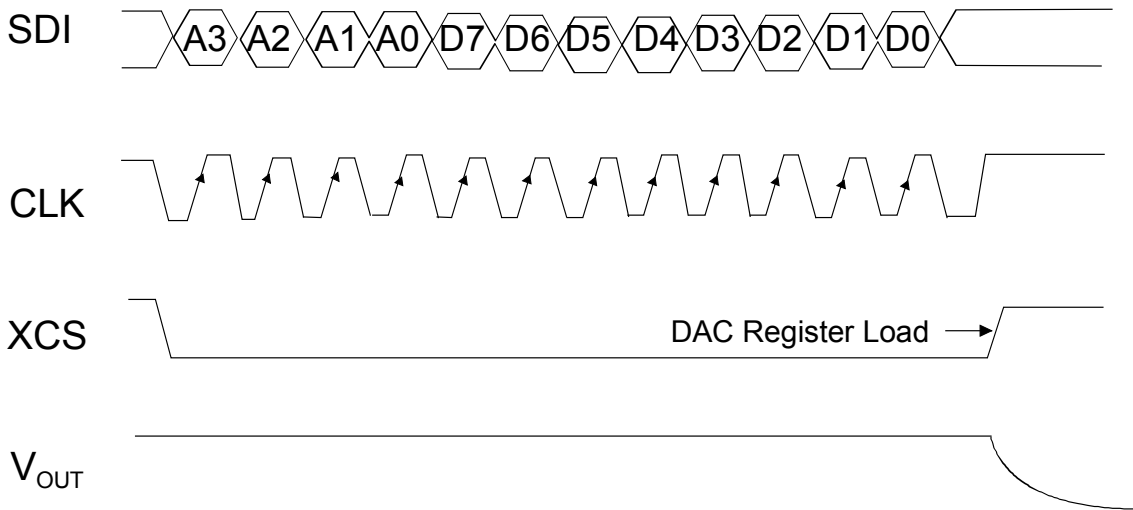 SDI A3 A2 A1 A0 D7 D6 D5 D4 D3 D2 D1 D0
CLK
XCS DAC Register Load
VOUT